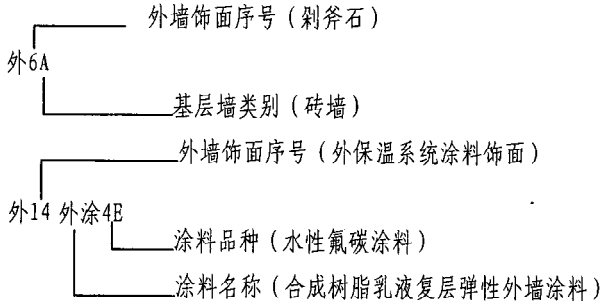 外墙饰面序号(剁斧石)
外6A
基层墙类别(砖墙)
外墙饰面序号(外保温系统涂料饰面)
外14 外涂4E
涂料品种(水性氟碳涂料)
涂料名称(合成树脂乳液复层弹性外墙涂料)